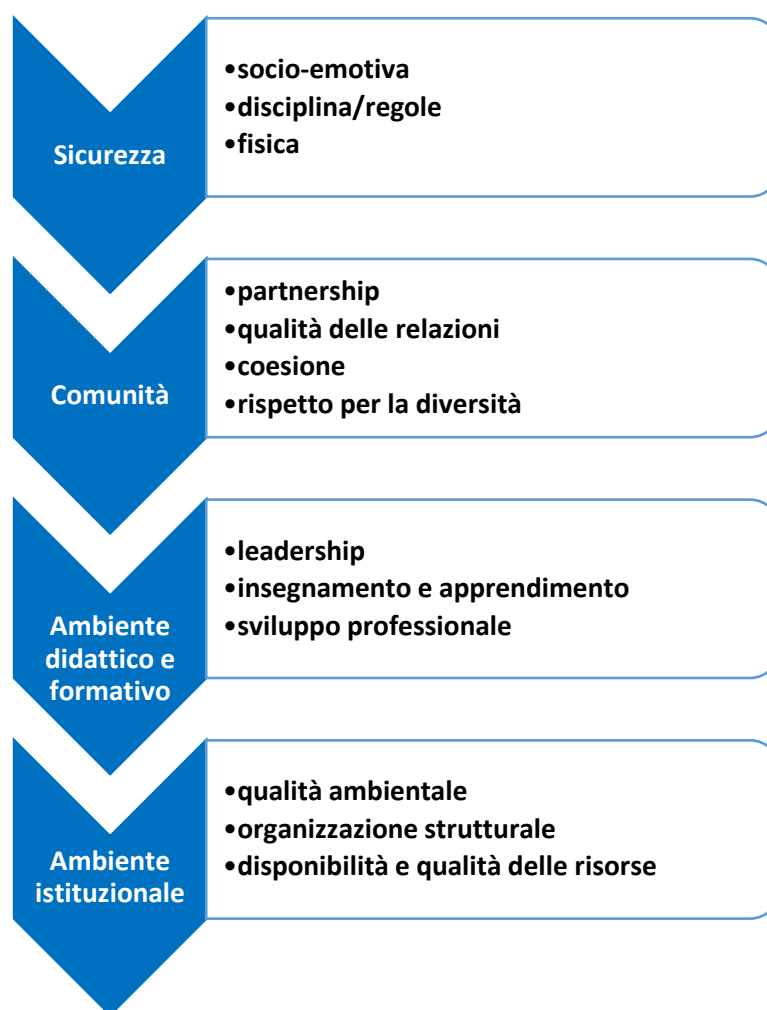 Sicurezza
•socio-emotiva
•disciplina/regole
•fisica
Comunità
•partnership
•qualità delle relazioni
•coesione
•rispetto per la diversità
Ambiente
didattico e
formativo
•leadership
•insegnamento e apprendimento
•sviluppo professionale
Ambiente
istituzionale
•qualità ambientale
•organizzazione strutturale
•disponibilità e qualità delle risorse